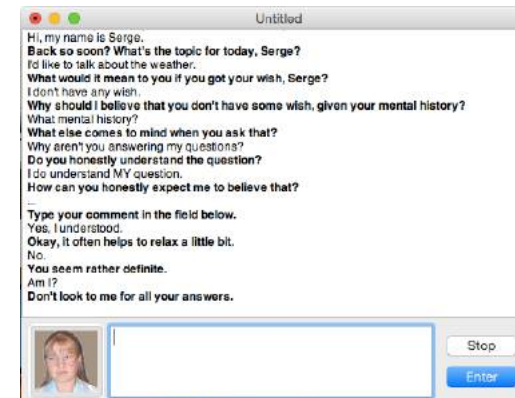 Untitled
Hi, my name is Serge.
Back so soon? What's the topic for today, Serge?
I'd like to talk about the weather.
What would it mean to you if you got your wish, Serge?
I don't have any wish.
Why should I believe that you don't have some wish, given your mental history?
What mental history?
What else comes to mind when you ask that?
Why aren't you answering my questions?
Do you honestly understand the question?
I do understand MY question.
How can you honestly expect me to believe that?
...
Type your comment in the field below.
Yes, I understood.
Okay, it often helps to relax a little bit.
No.
You seem rather definite.
Am I?
Don't look to me for all your answers.
Stop
Enter